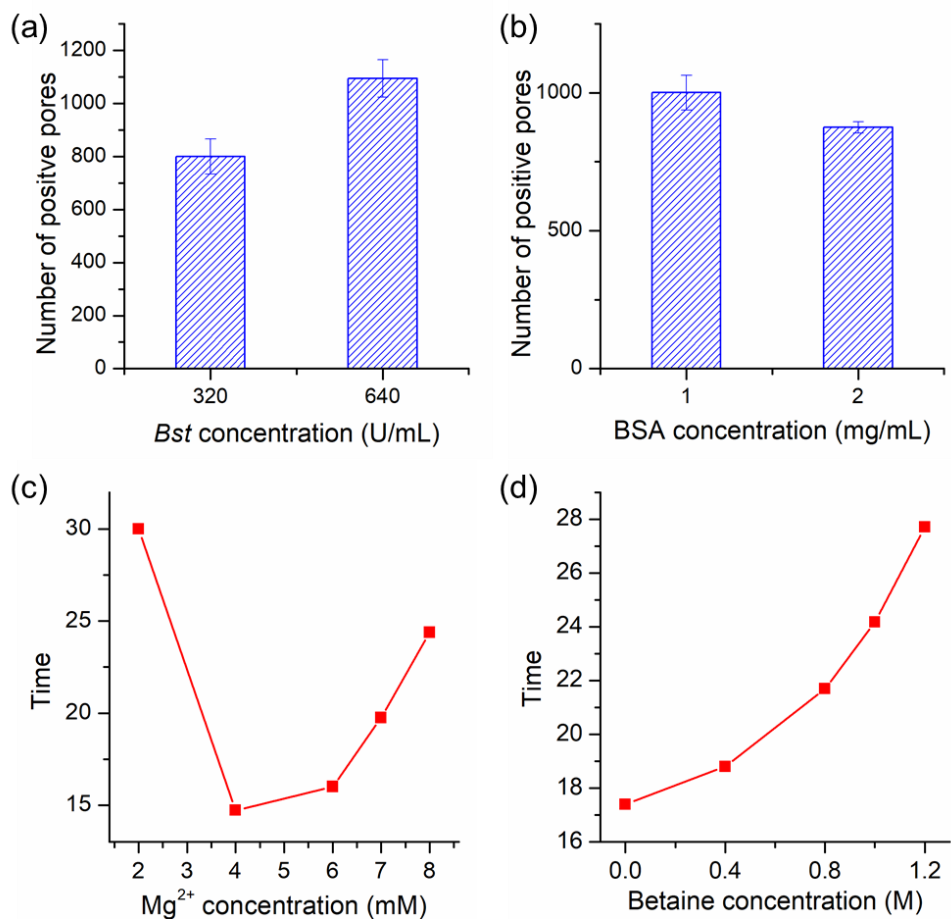 (a)
Number of positive pores
1200
1000
800
600
400
200
0
320
640
Bst concentration (U/mL)
(b)
Number of positive pores
1000
500
0
1
2
BSA concentration (mg/mL)
(c)
Time
30
25
20
15
2 3 4 5 6 7 8
Mg²⁺ concentration (mM)
(d)
Time
28
26
24
22
20
18
16
0.0 0.4 0.8 1.2
Betaine concentration (M)